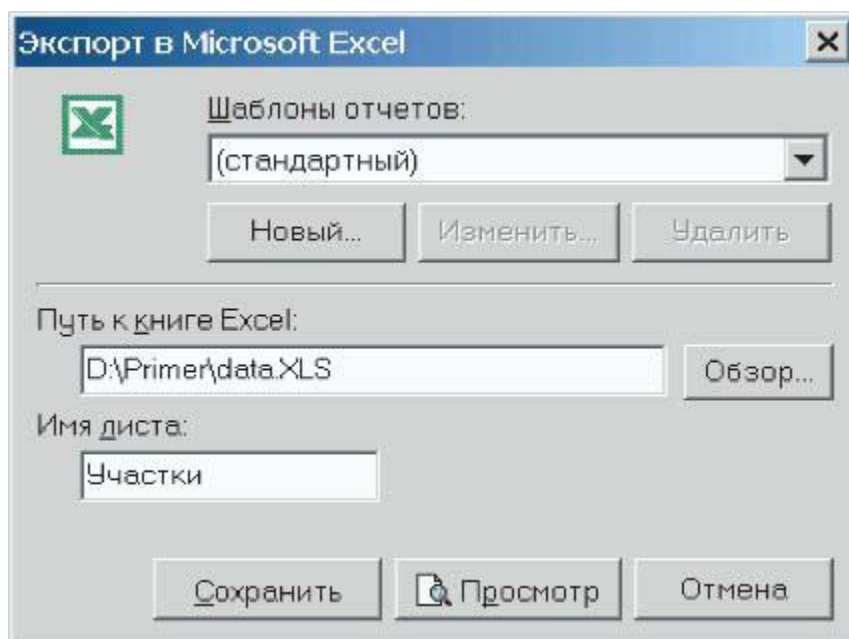 Экспорт в Microsoft Excel
Шаблоны отчетов:
(стандартный)
Новый... Изменить... Удалить
Путь к книге Excel:
D:\Primer\data.XLS Обзор...
Имя листа:
Участки
Сохранить Просмотр Отмена